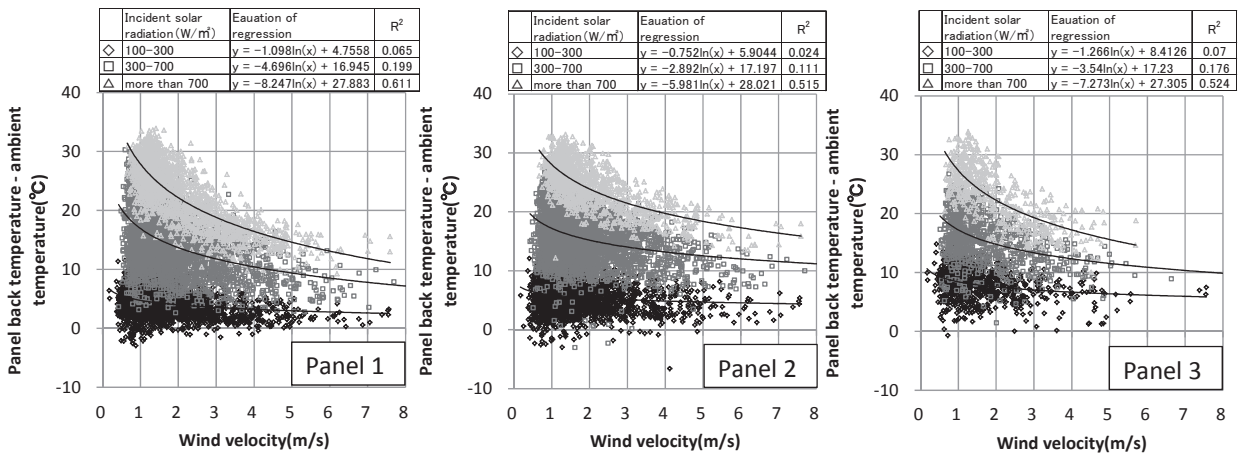 Incident solar radiation(W/㎡) Eauation of regression R²
◇ 100-300 y = -1.098ln(x) + 4.7558 0.065
□ 300-700 y = -4.696ln(x) + 16.945 0.199
△ more than 700 y = -8.247ln(x) + 27.883 0.611
Panel back temperature - ambient
temperature(℃)
40
30
20
10
0
-10
Panel 1
0 1 2 3 4 5 6 7 8
Wind velocity(m/s)
Incident solar radiation(W/㎡) Eauation of regression R²
◇ 100-300 y = -0.752ln(x) + 5.9044 0.024
□ 300-700 y = -2.892ln(x) + 17.197 0.111
△ more than 700 y = -5.981ln(x) + 28.021 0.515
Panel back temperature - ambient
temperature(℃)
40
30
20
10
0
-10
Panel 2
0 1 2 3 4 5 6 7 8
Wind velocity(m/s)
Incident solar radiation(W/㎡) Eauation of regression R²
◇ 100-300 y = -1.266ln(x) + 8.4126 0.07
□ 300-700 y = -3.54ln(x) + 17.23 0.176
△ more than 700 y = -7.273ln(x) + 27.305 0.524
Panel back temperature - ambient
temperature(℃)
40
30
20
10
0
-10
Panel 3
0 1 2 3 4 5 6 7 8
Wind velocity(m/s)